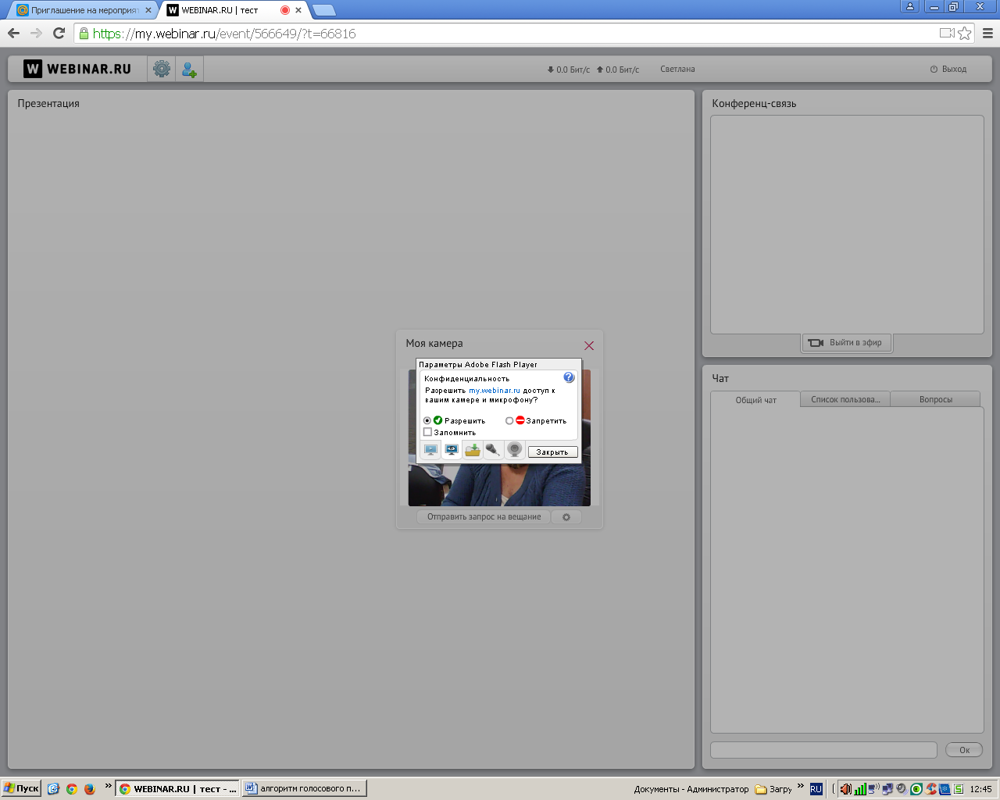 Приглашение на мероприят
WEBINAR.RU | тест
https://my.webinar.ru/event/566649/?t=66816
W WEBINAR.RU
0.0 Бит/с 0.0 Бит/с Светлана Выход
Презентация
Конференц-связь
Выйти в эфир
Моя камера
Параметры Adobe Flash Player
Конфиденциальность
Разрешить my.webinar.ru доступ к
вашим камере и микрофону?
Разрешить Запретить
Запомнить
Закрыть
Отправить запрос на вещание
Чат
Общий чат Список пользова... Вопросы
Ок
Пуск » WEBINAR.RU | тест - ... алгоритм голосового п... Документы - Администратор Загру » RU 12:45